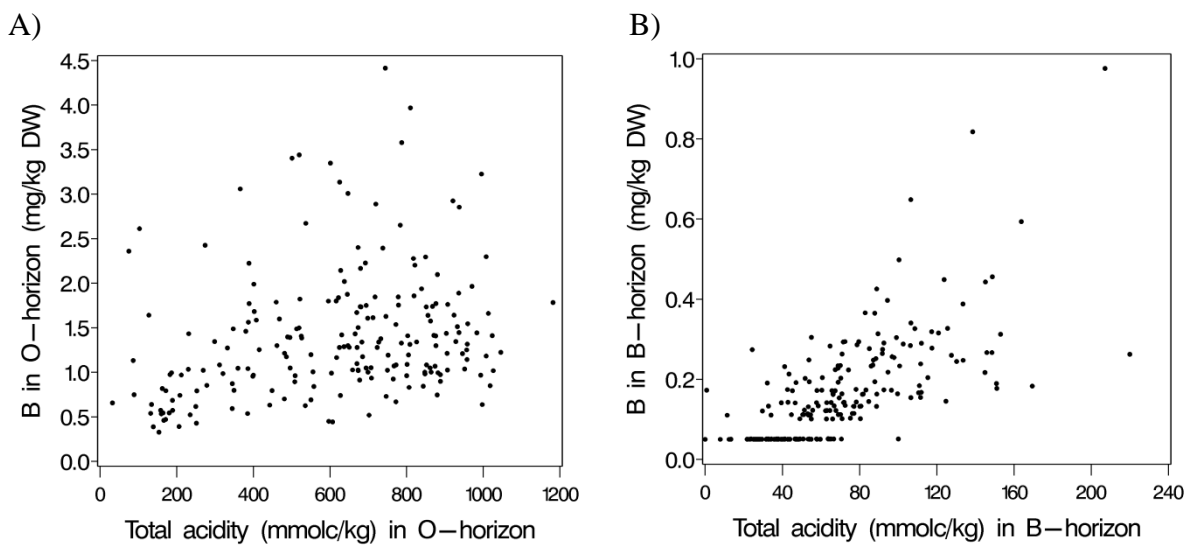 A)
B in O−horizon (mg/kg DW)
4.5
4.0
3.5
3.0
2.5
2.0
1.5
1.0
0.5
0.0
0 200 400 600 800 1000 1200
Total acidity (mmolc/kg) in O−horizon
B)
B in B−horizon (mg/kg DW)
1.0
0.8
0.6
0.4
0.2
0.0
0 40 80 120 160 200 240
Total acidity (mmolc/kg) in B−horizon